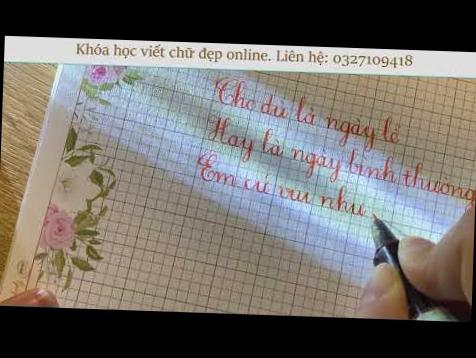 Khóa học viết chữ đẹp online. Liên hệ: 0327109418
Cho dù là ngày lễ
Hay là ngày bình thường
Em cứ vui như